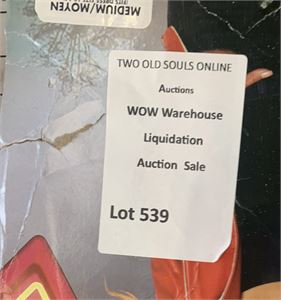 MEDIUM/MOYEN
TWO OLD SOULS ONLINE
Auctions
WOW Warehouse
Liquidation
Auction Sale
Lot 539